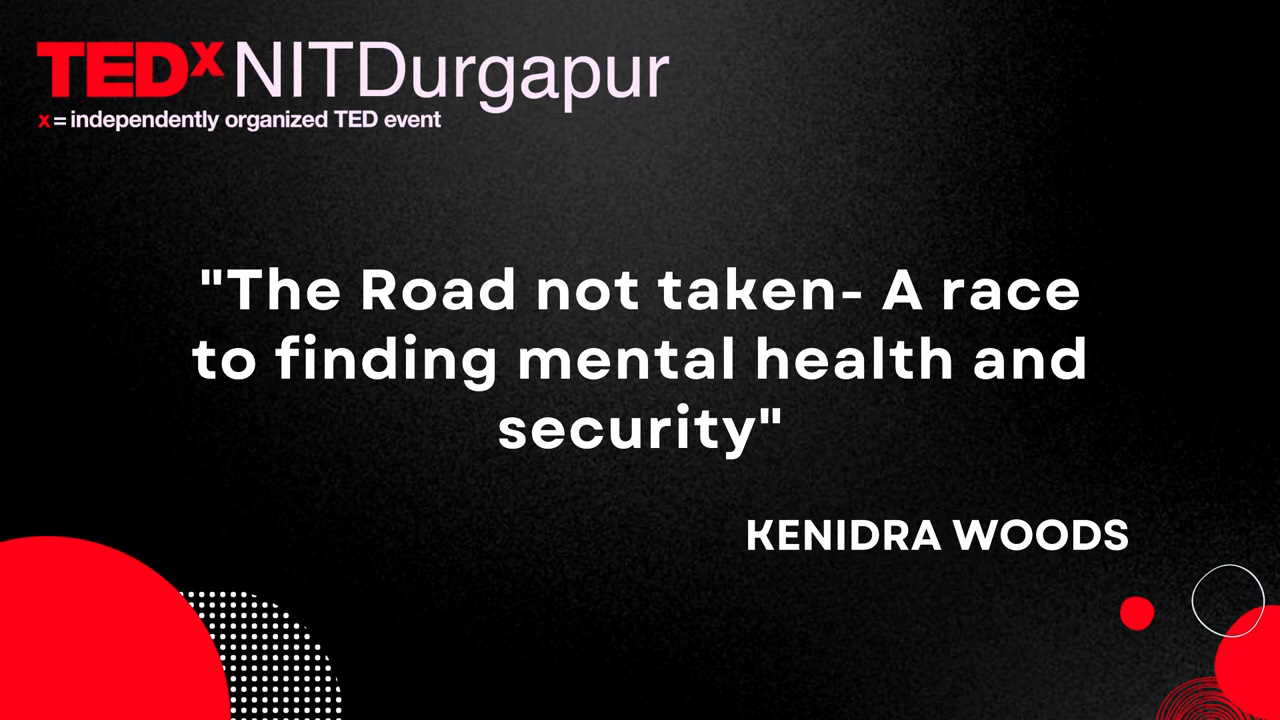 TEDx NITDurgapur
x = independently organized TED event
"The Road not taken- A race
to finding mental health and
security"
KENIDRA WOODS